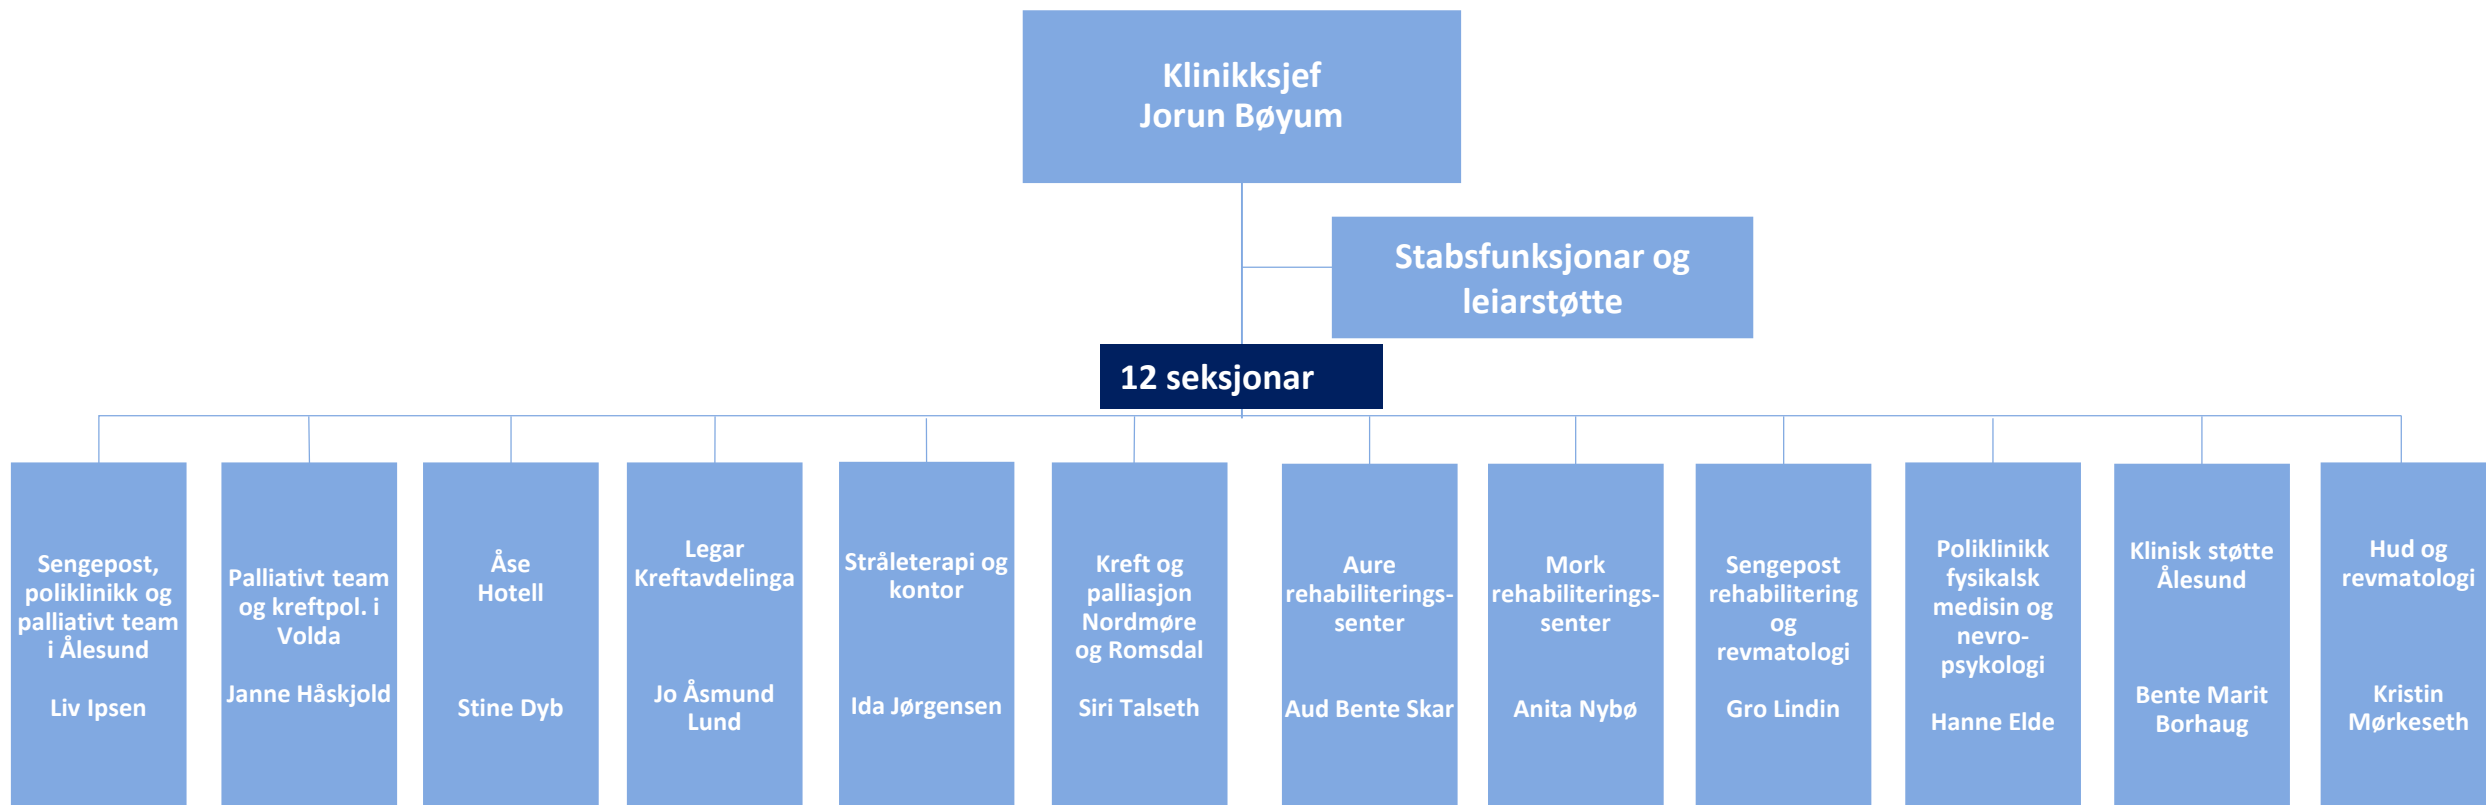 Klinikksjef
Jorun Bøyum
Stabsfunksjonar og
leiarstøtte
12 seksjonar
Sengepost,
poliklinikk og
palliativt team
i Ålesund
Liv Ipsen
Palliativt team
og kreftpol. i
Volda
Janne Håskjold
Åse
Hotell
Stine Dyb
Legar
Kreftavdelinga
Jo Åsmund
Lund
Stråleterapi og
kontor
Ida Jørgensen
Kreft og
palliasjon
Nordmøre
og Romsdal
Siri Talseth
Aure
rehabiliterings-
senter
Aud Bente Skar
Mork
rehabiliterings-
senter
Anita Nybø
Sengepost
rehabilitering
og
revmatologi
Gro Lindin
Poliklinikk
fysikalsk
medisin og
nevro-
psykologi
Hanne Elde
Klinisk støtte
Ålesund
Bente Marit
Borhaug
Hud og
revmatologi
Kristin
Mørkeseth